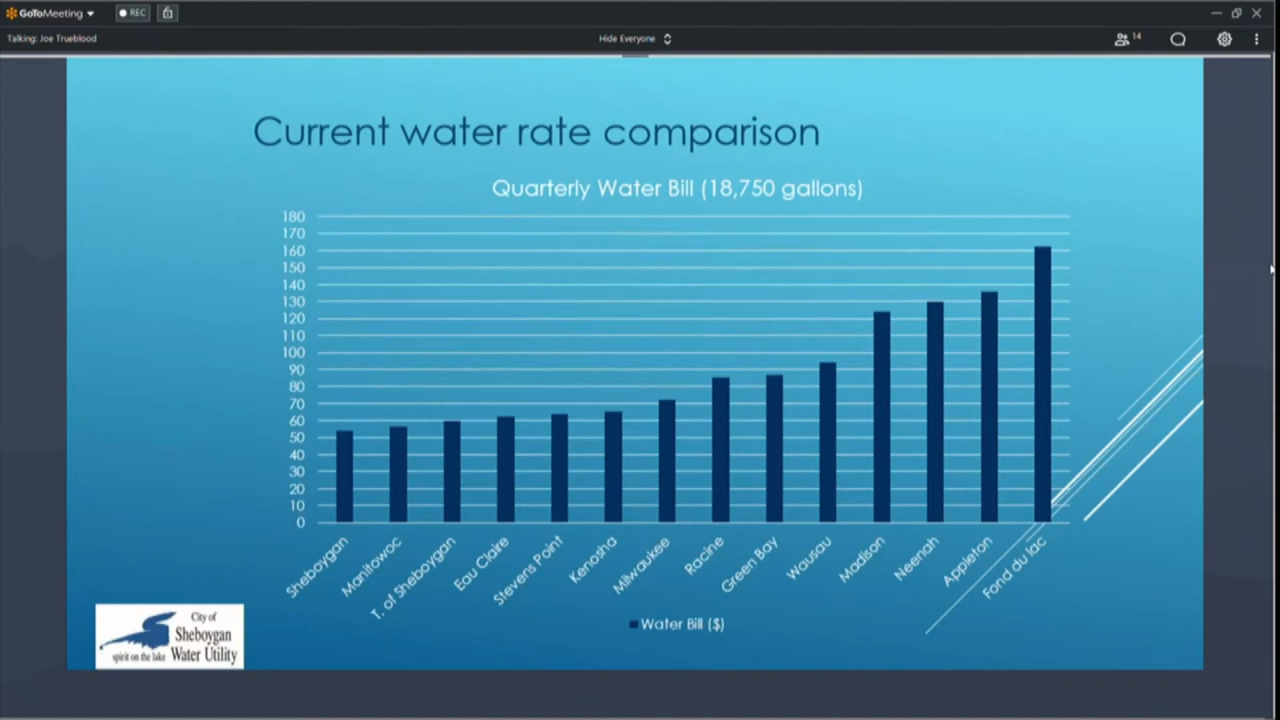 GoToMeeting
REC
Talking: Joe Trueblood
Hide Everyone
14
Current water rate comparison
Quarterly Water Bill (18,750 gallons)
180
170
160
150
140
130
120
110
100
90
80
70
60
50
40
30
20
10
0
Sheboygan
Manitowoc
T. of Sheboygan
Eau Claire
Stevens Point
Kenosha
Milwaukee
Racine
Green Bay
Wausau
Madison
Neenah
Appleton
Fond du lac
Water Bill ($)
City of
Sheboygan
spirit on the lake Water Utility